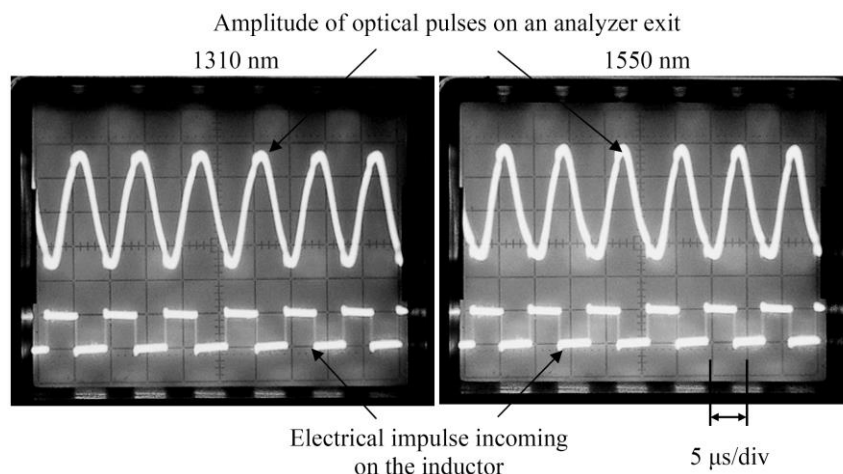 Amplitude of optical pulses on an analyzer exit
1310 nm
1550 nm
Electrical impulse incoming
on the inductor
5 μs/div